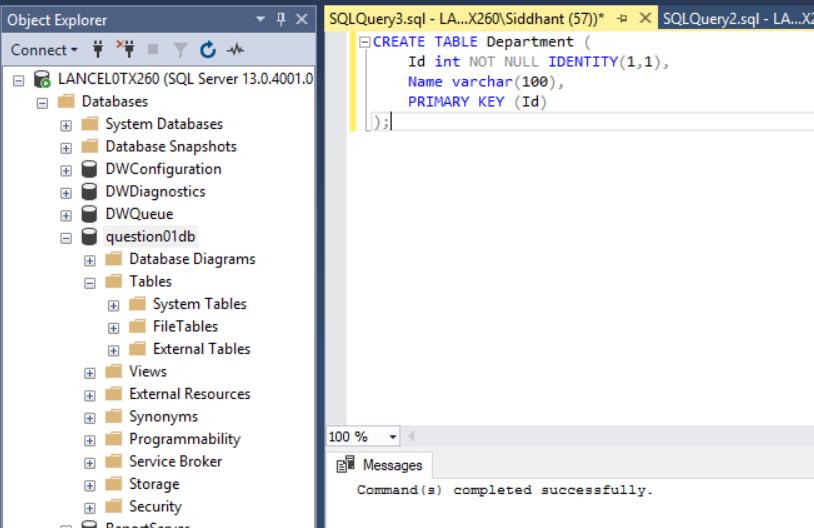 Object Explorer
Connect
LANCEL0TX260 (SQL Server 13.0.4001.0
Databases
System Databases
Database Snapshots
DWConfiguration
DWDiagnostics
DWQueue
question01db
Database Diagrams
Tables
System Tables
FileTables
External Tables
Views
External Resources
Synonyms
Programmability
Service Broker
Storage
Security
ReportServer
SQLQuery3.sql - LA...X260\Siddhant (57))* SQLQuery2.sql - LA...X2
CREATE TABLE Department (
Id int NOT NULL IDENTITY(1,1),
Name varchar(100),
PRIMARY KEY (Id)
);
100 %
Messages
Command(s) completed successfully.